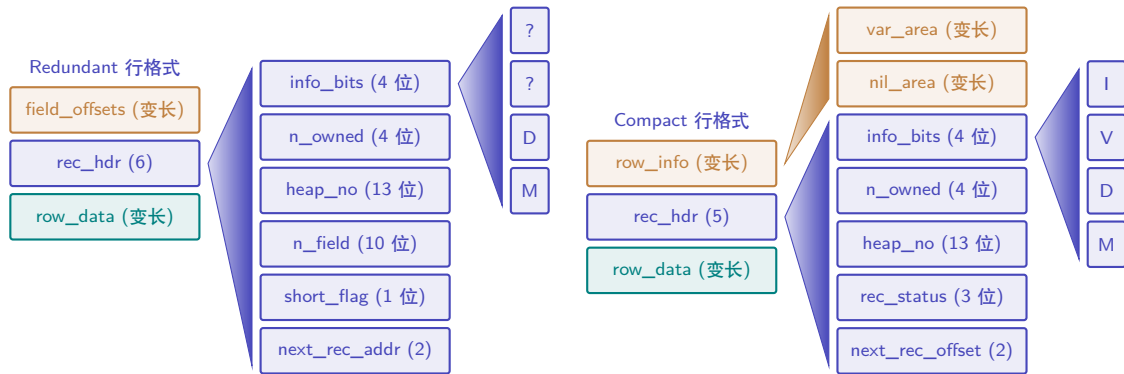 Redundant 行格式
field_offsets (变长)
rec_hdr (6)
row_data (变长)
info_bits (4 位)
n_owned (4 位)
heap_no (13 位)
n_field (10 位)
short_flag (1 位)
next_rec_addr (2)
?
?
D
M
Compact 行格式
row_info (变长)
rec_hdr (5)
row_data (变长)
var_area (变长)
nil_area (变长)
info_bits (4 位)
n_owned (4 位)
heap_no (13 位)
rec_status (3 位)
next_rec_offset (2)
I
V
D
M